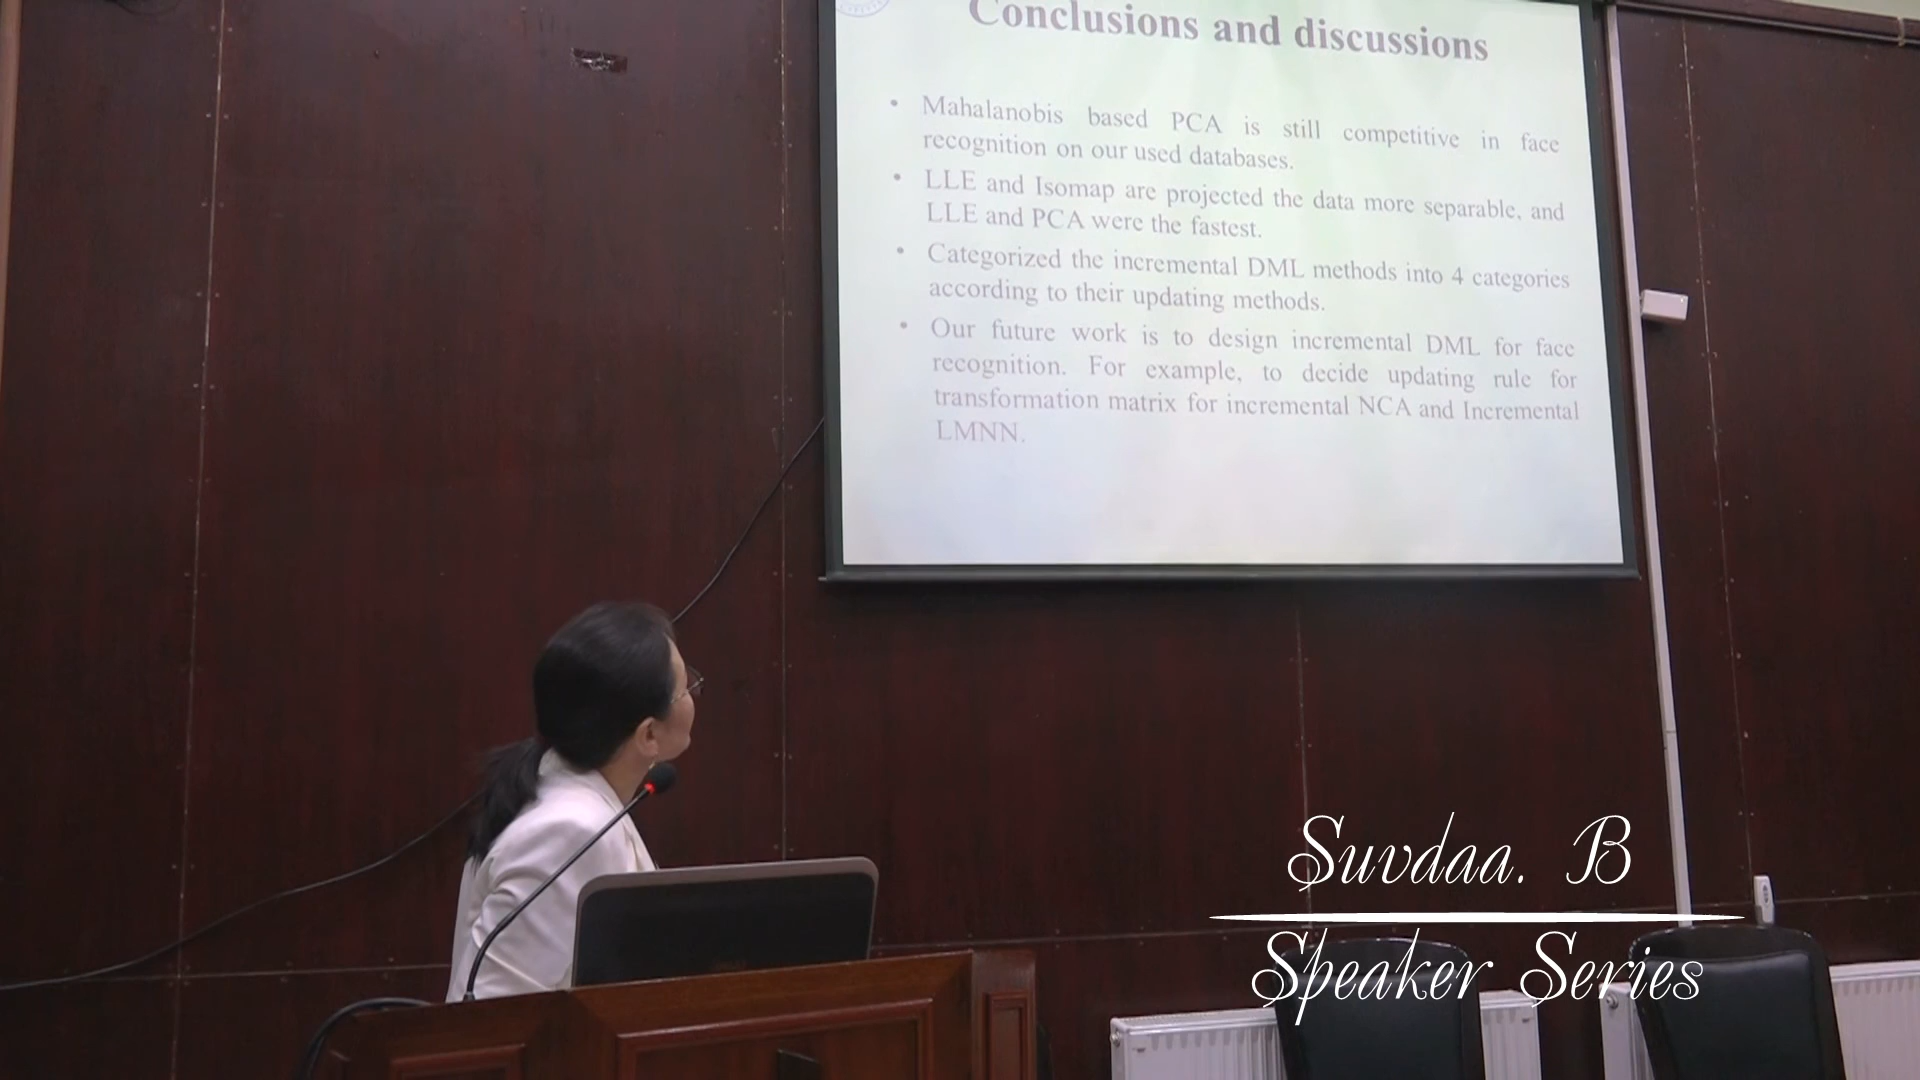 Conclusions and discussions
• Mahalanobis based PCA is still competitive in face
recognition on our used databases.
• LLE and Isomap are projected the data more separable, and
LLE and PCA were the fastest.
• Categorized the incremental DML methods into 4 categories
according to their updating methods.
• Our future work is to design incremental DML for face
recognition. For example, to decide updating rule for
transformation matrix for incremental NCA and Incremental
LMNN.
Suvdaa. B
Speaker Series